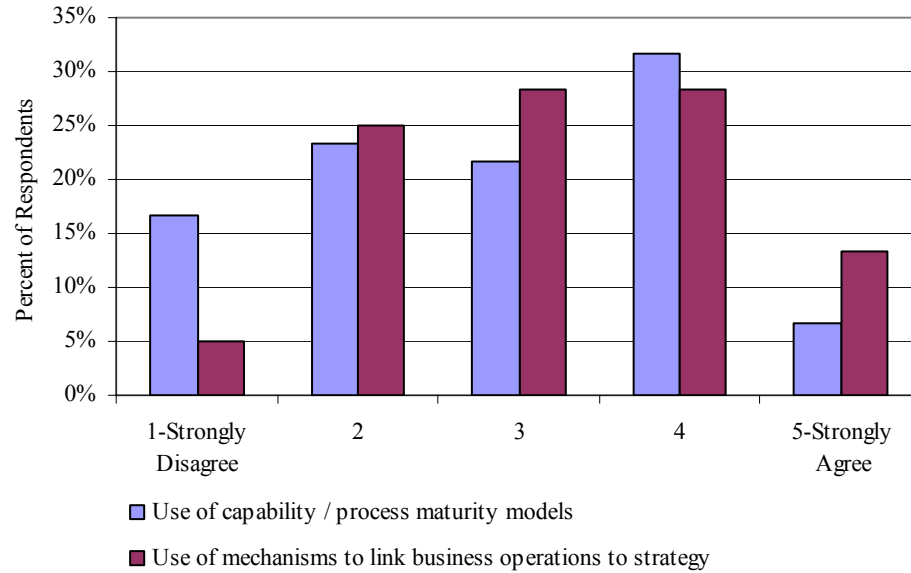 35%
30%
25%
20%
15%
10%
5%
0%
Percent of Respondents
1-Strongly
Disagree
2
3
4
5-Strongly
Agree
Use of capability / process maturity models
Use of mechanisms to link business operations to strategy